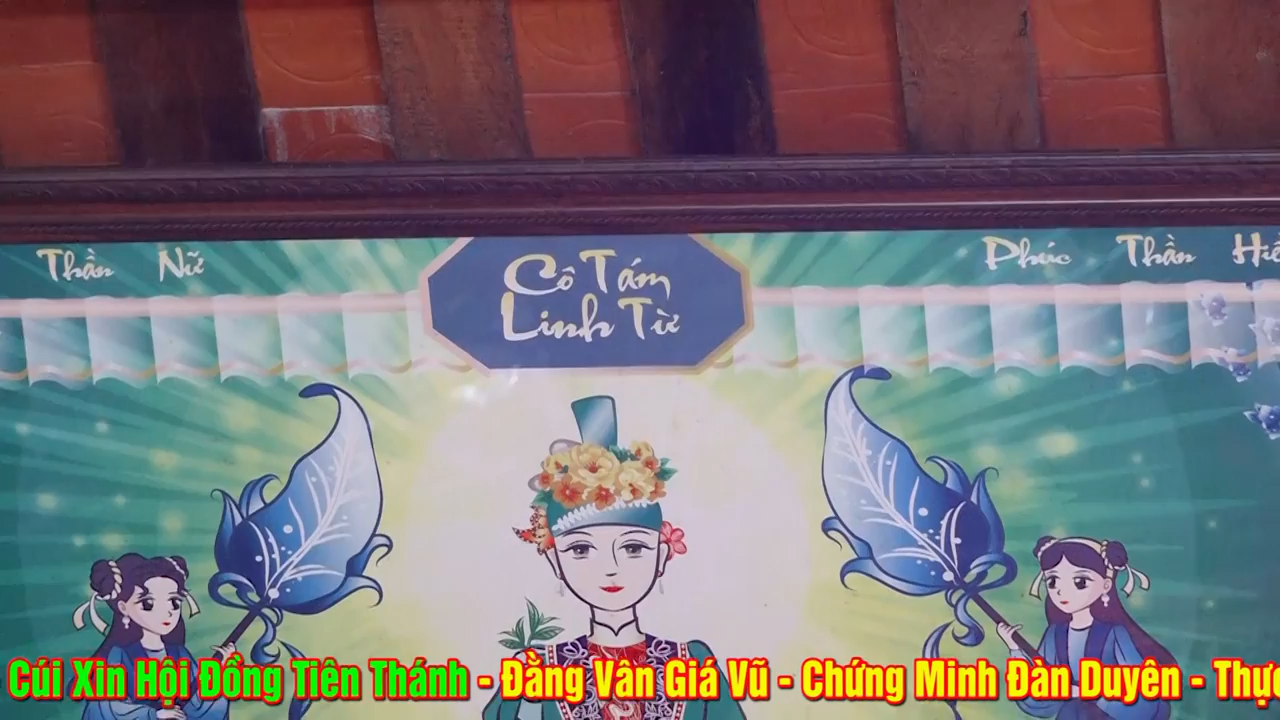 Thần Nữ
Cô Tám
Linh Từ
Phúc Thần
Cúi Xin Hội Đồng Tiên Thánh - Đằng Vân Giá Vũ - Chứng Minh Đàn Duyên -